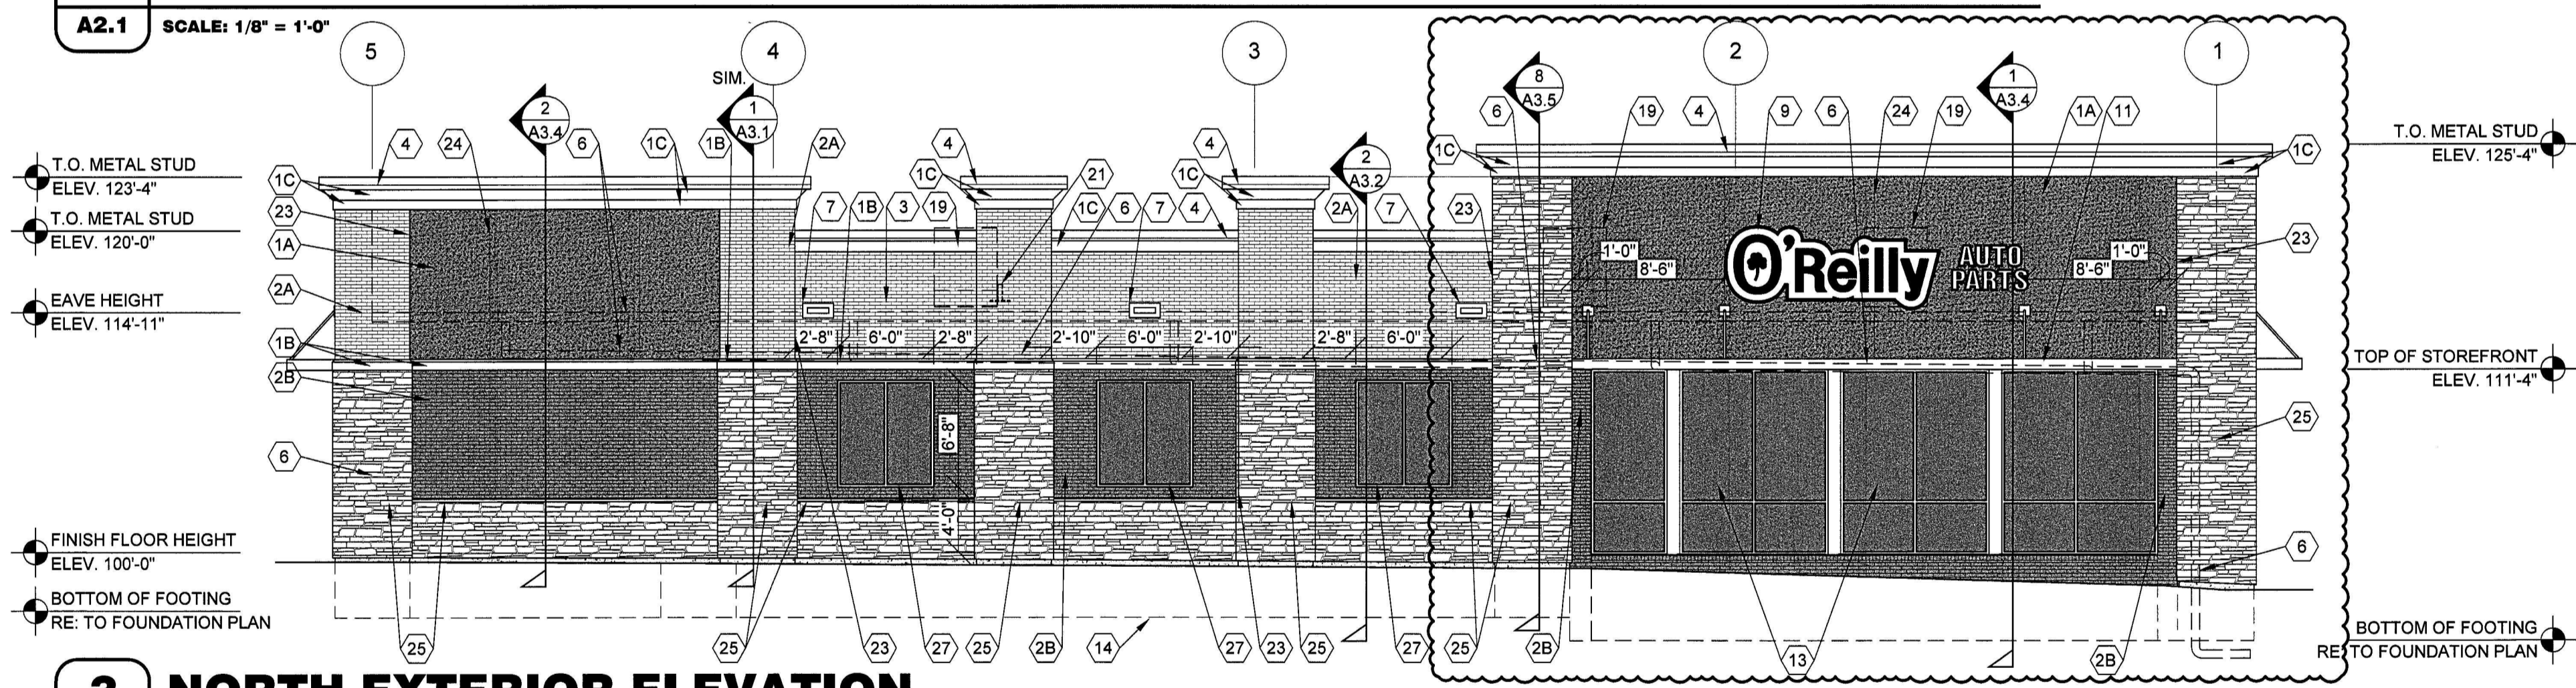 A2.1
SCALE: 1/8" = 1'-0"
5
4
3
2
1
SIM.
2
A3.4
1
A3.1
2
A3.2
8
A3.5
1
A3.4
4
24
6
1C
1B
2A
4
4
6
19
4
9
6
24
19
1A
11
T.O. METAL STUD
ELEV. 123'-4"
T.O. METAL STUD
ELEV. 120'-0"
EAVE HEIGHT
ELEV. 114'-11"
FINISH FLOOR HEIGHT
ELEV. 100'-0"
BOTTOM OF FOOTING
RE: TO FOUNDATION PLAN
1C
23
1A
2A
1B
2B
6
1C
21
1C
1C
7
1B
3
19
1C
6
7
4
2A
7
23
2'-8"
6'-0"
2'-8"
2'-10"
6'-0"
2'-10"
2'-8"
6'-0"
6'-8"
4'-0"
1'-0"
8'-6"
O'Reilly
AUTO
PARTS
8'-6"
1'-0"
1C
23
25
6
T.O. METAL STUD
ELEV. 125'-4"
TOP OF STOREFRONT
ELEV. 111'-4"
BOTTOM OF FOOTING
RE: TO FOUNDATION PLAN
25
25
23
27
25
2B
14
27
23
25
27
25
2B
13
2B